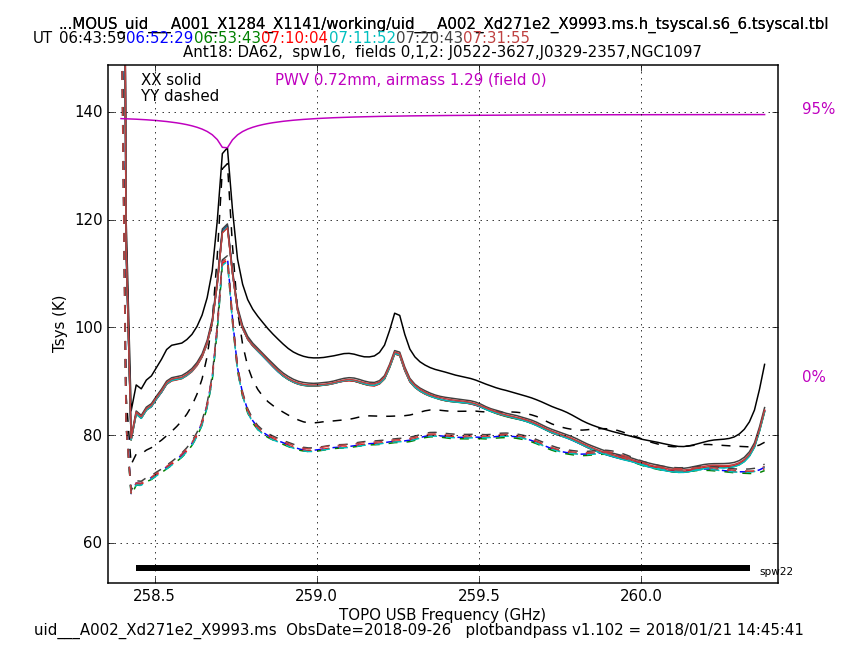 ...MOUS_uid___A001_X1284_X1141/working/uid___A002_Xd271e2_X9993.ms.h_tsyscal.s6_6.tsyscal.tbl
UT 06:43:59 06:52:29 06:53:43 07:10:04 07:11:52 07:20:43 07:31:55
Ant18: DA62, spw16, fields 0,1,2: J0522-3627,J0329-2357,NGC1097
XX solid
YY dashed
PWV 0.72mm, airmass 1.29 (field 0)
95%
0%
140
120
100
80
60
Tsys (K)
spw22
258.5 259.0 259.5 260.0
TOPO USB Frequency (GHz)
uid___A002_Xd271e2_X9993.ms ObsDate=2018-09-26 plotbandpass v1.102 = 2018/01/21 14:45:41